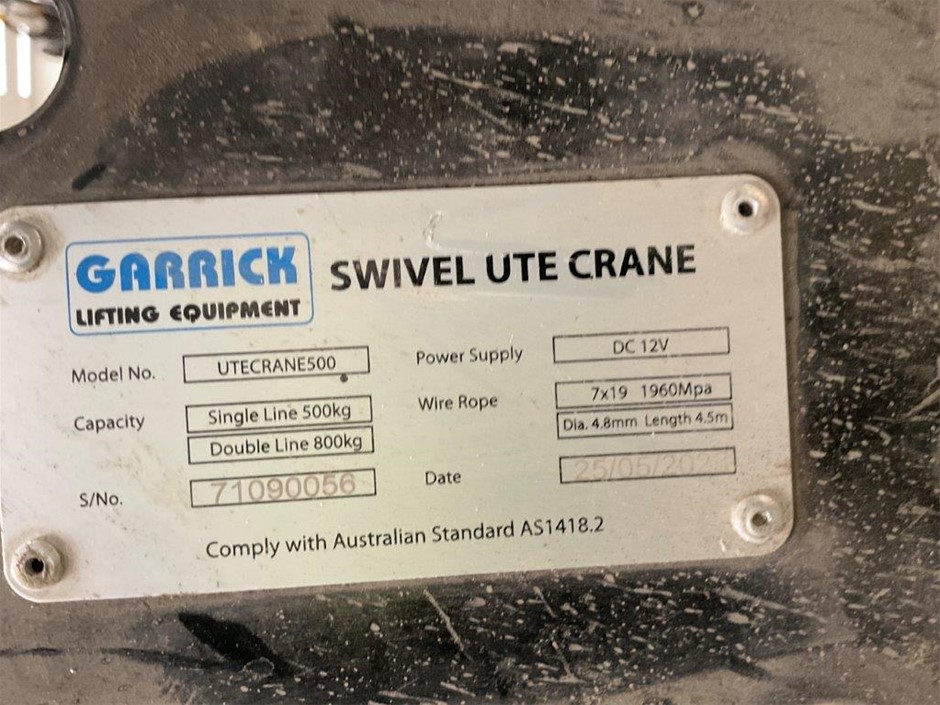 GARRICK
LIFTING EQUIPMENT
SWIVEL UTE CRANE
Model No. UTECRANE500
Power Supply DC 12V
Capacity Single Line 500kg
Double Line 800kg
Wire Rope 7x19 1960Mpa
Dia. 4.8mm Length 4.5m
S/No. 71090056
Date
Comply with Australian Standard AS1418.2